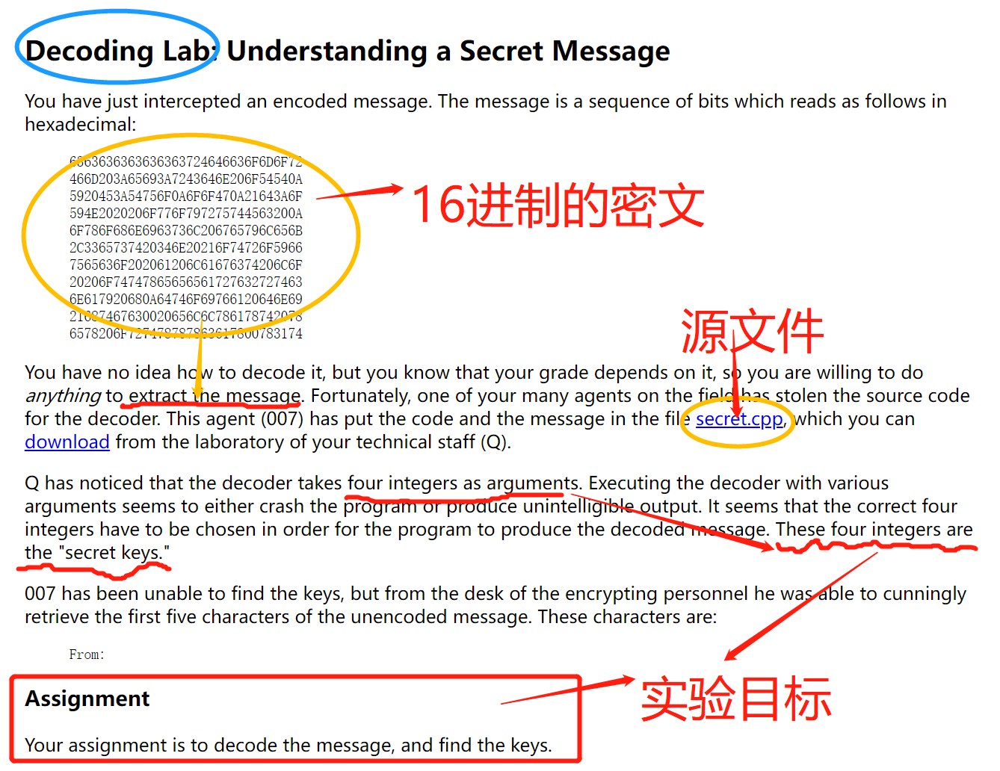 Decoding Lab: Understanding a Secret Message
You have just intercepted an encoded message. The message is a sequence of bits which reads as follows in
hexadecimal:
6863636363636363724646636F6D6F72
466D203A65693A7243646E206F54540A
5920453A54756F0A6F6F470A21643A6F
594E2020206F776F797275744563200A
6F786F686E6963736C206765796C656B
2C3365737420346E20216F74726F5966
7565636F202061206C61676374206C6F
20206F74747865656561727632727463
6E617920680A64746F69766120646E69
21687467630020656C6C786178742078
6578206F727478787863617800783174
16进制的密文
源文件
You have no idea how to decode it, but you know that your grade depends on it, so you are willing to do
anything to extract the message. Fortunately, one of your many agents on the field has stolen the source code
for the decoder. This agent (007) has put the code and the message in the file secret.cpp, which you can
download from the laboratory of your technical staff (Q).
Q has noticed that the decoder takes four integers as arguments. Executing the decoder with various
arguments seems to either crash the program or produce unintelligible output. It seems that the correct four
integers have to be chosen in order for the program to produce the decoded message. These four integers are
the "secret keys."
007 has been unable to find the keys, but from the desk of the encrypting personnel he was able to cunningly
retrieve the first five characters of the unencoded message. These characters are:
From:
Assignment
实验目标
Your assignment is to decode the message, and find the keys.